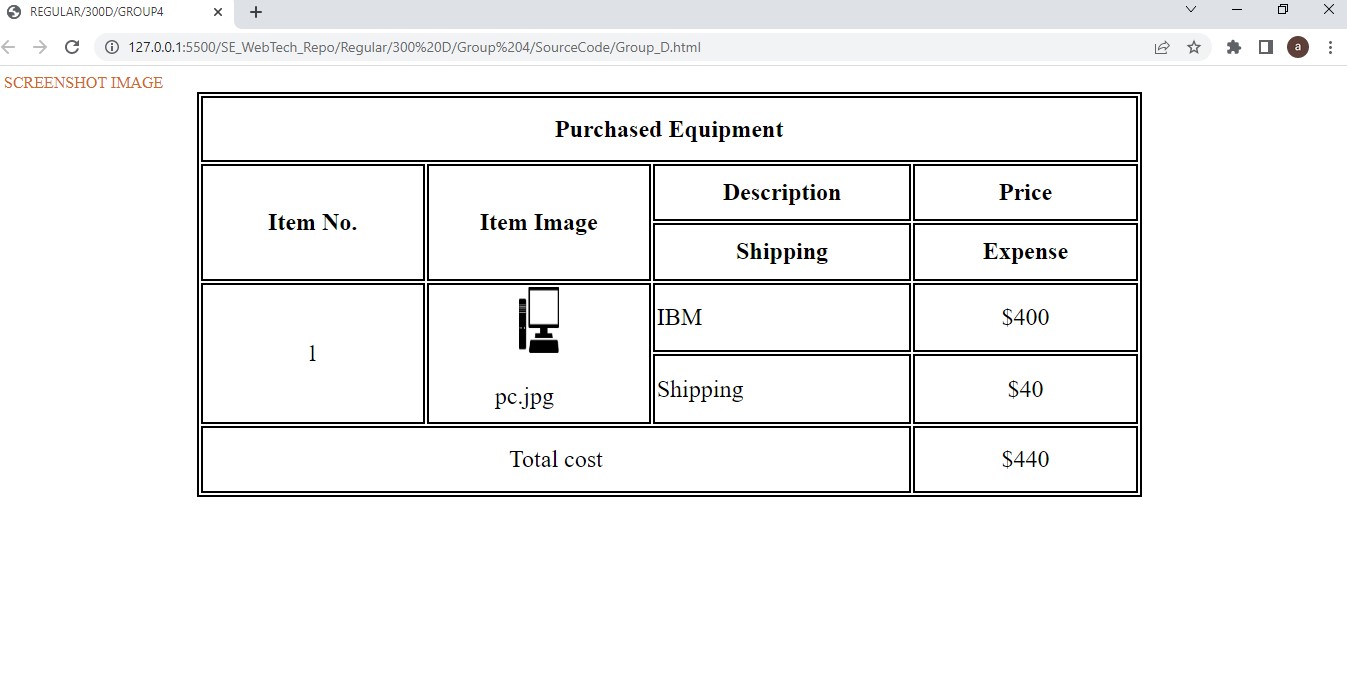 REGULAR/300D/GROUP4
127.0.0.1:5500/SE_WebTech_Repo/Regular/300%20D/Group%204/SourceCode/Group_D.html
a
SCREENSHOT IMAGE
Purchased Equipment
Item No. Item Image Description Price
Shipping Expense
1 pc.jpg IBM $400
Shipping $40
Total cost $440